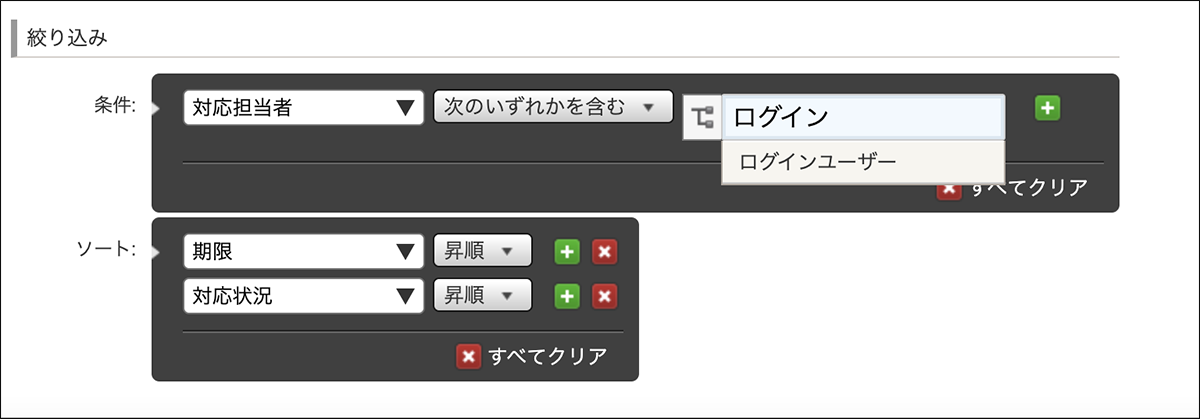 絞り込み
条件: 対応担当者 次のいずれかを含む ログイン
ログインユーザー
すべてクリア
ソート: 期限 昇順
対応状況 昇順
すべてクリア